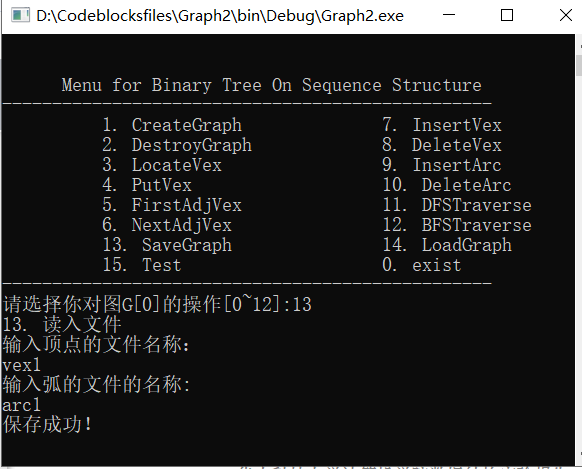 D:\Codeblocksfiles\Graph2\bin\Debug\Graph2.exe
Menu for Binary Tree On Sequence Structure
-------------------------------------------------
1. CreateGraph 7. InsertVex
2. DestroyGraph 8. DeleteVex
3. LocateVex 9. InsertArc
4. PutVex 10. DeleteArc
5. FirstAdjVex 11. DFSTraverse
6. NextAdjVex 12. BFSTraverse
13. SaveGraph 14. LoadGraph
15. Test 0. exist
-------------------------------------------------
请选择你对图G[0]的操作[0~12]:13
13. 读入文件
输入顶点的文件名称:
vex1
输入弧的文件的名称:
arc1
保存成功!